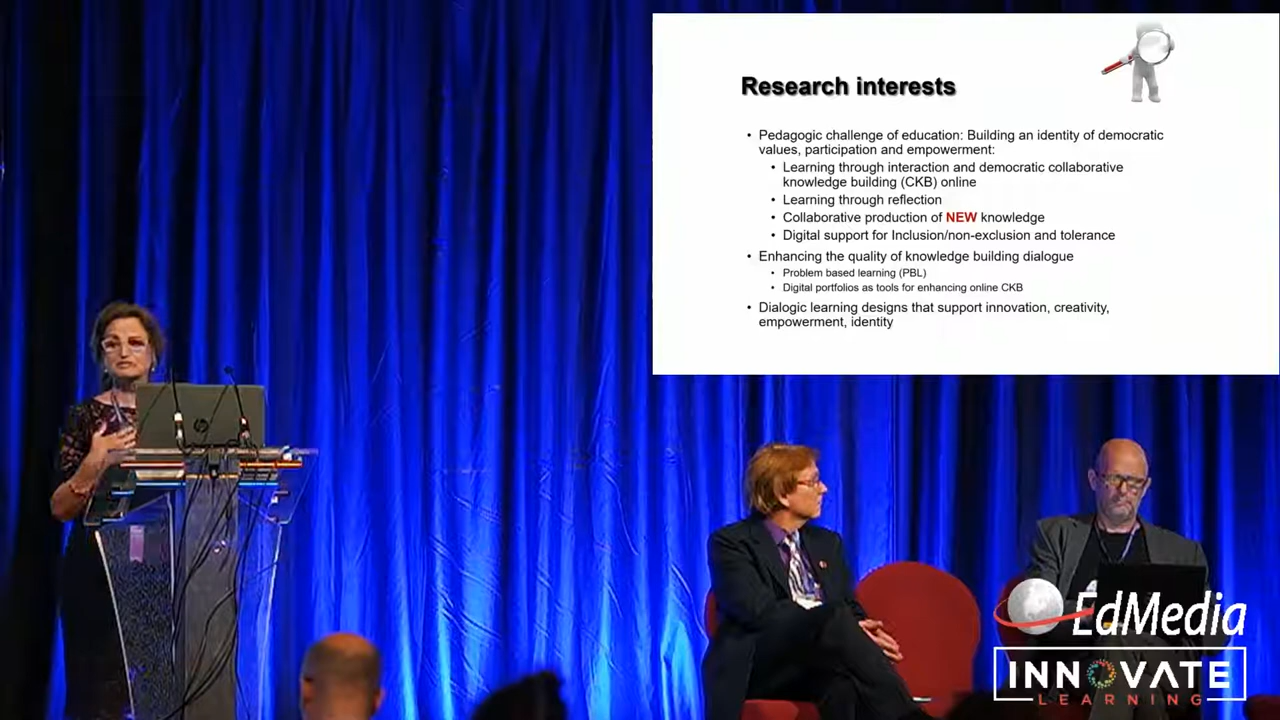 Research interests
• Pedagogic challenge of education: Building an identity of democratic
values, participation and empowerment:
• Learning through interaction and democratic collaborative
knowledge building (CKB) online
• Learning through reflection
• Collaborative production of NEW knowledge
• Digital support for Inclusion/non-exclusion and tolerance
• Enhancing the quality of knowledge building dialogue
• Problem based learning (PBL)
• Digital portfolios as tools for enhancing online CKB
• Dialogic learning designs that support innovation, creativity,
empowerment, identity
hp
EdMedia
INNOVATE
LEARNING